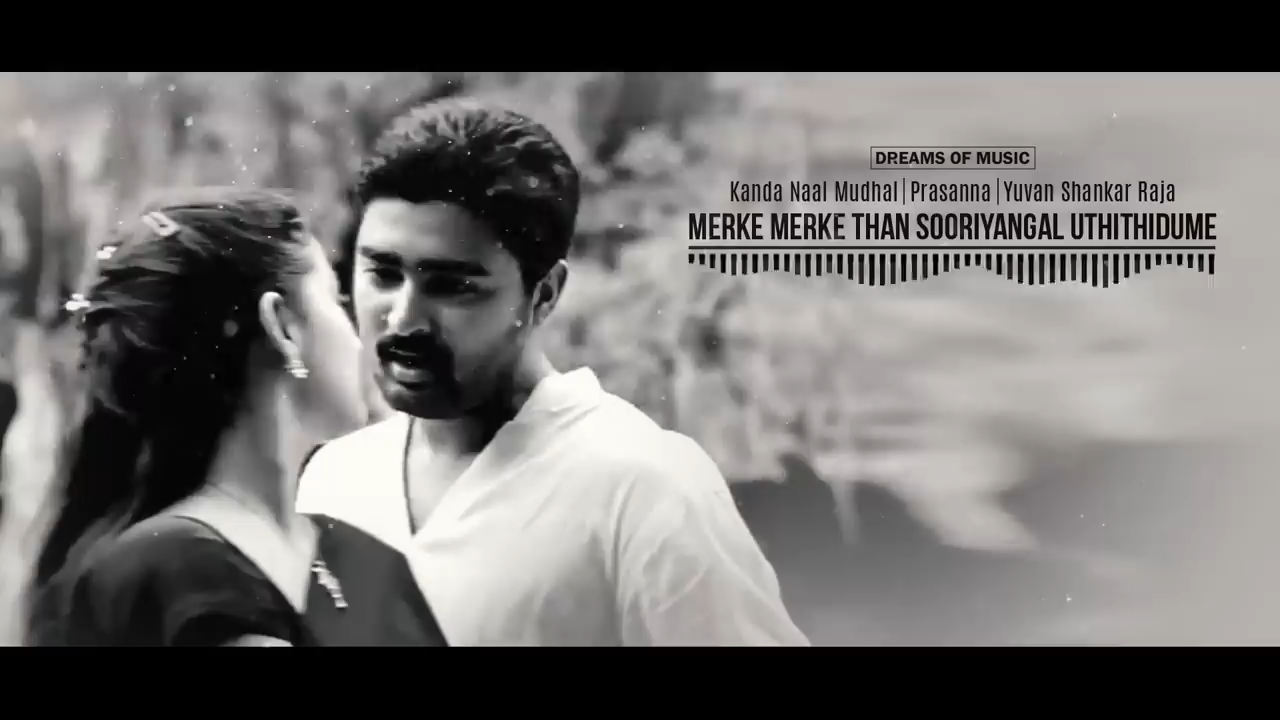 DREAMS OF MUSIC
Kanda Naal Mudhal|Prasanna|Yuvan Shankar Raja
MERKE MERKE THAN SOORIYANGAL UTHITHIDUME